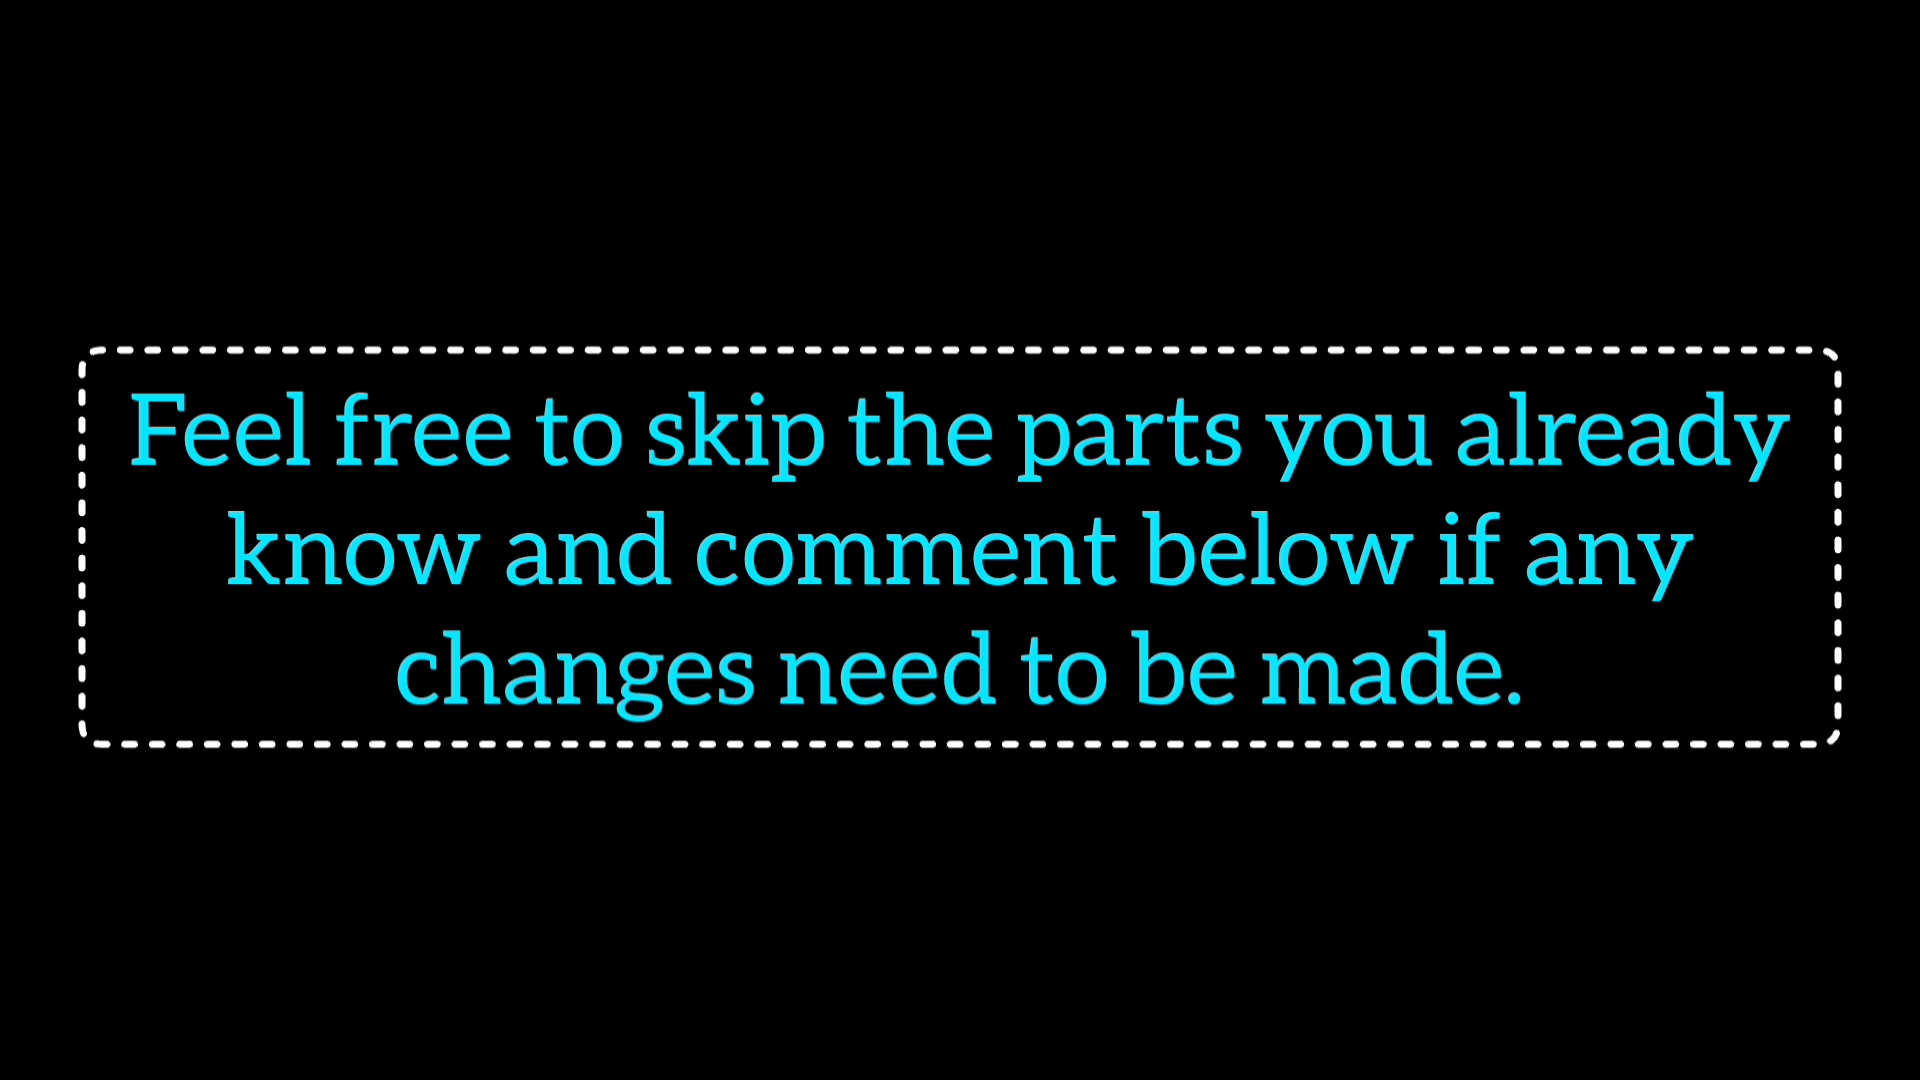 Feel free to skip the parts you already
know and comment below if any
changes need to be made.